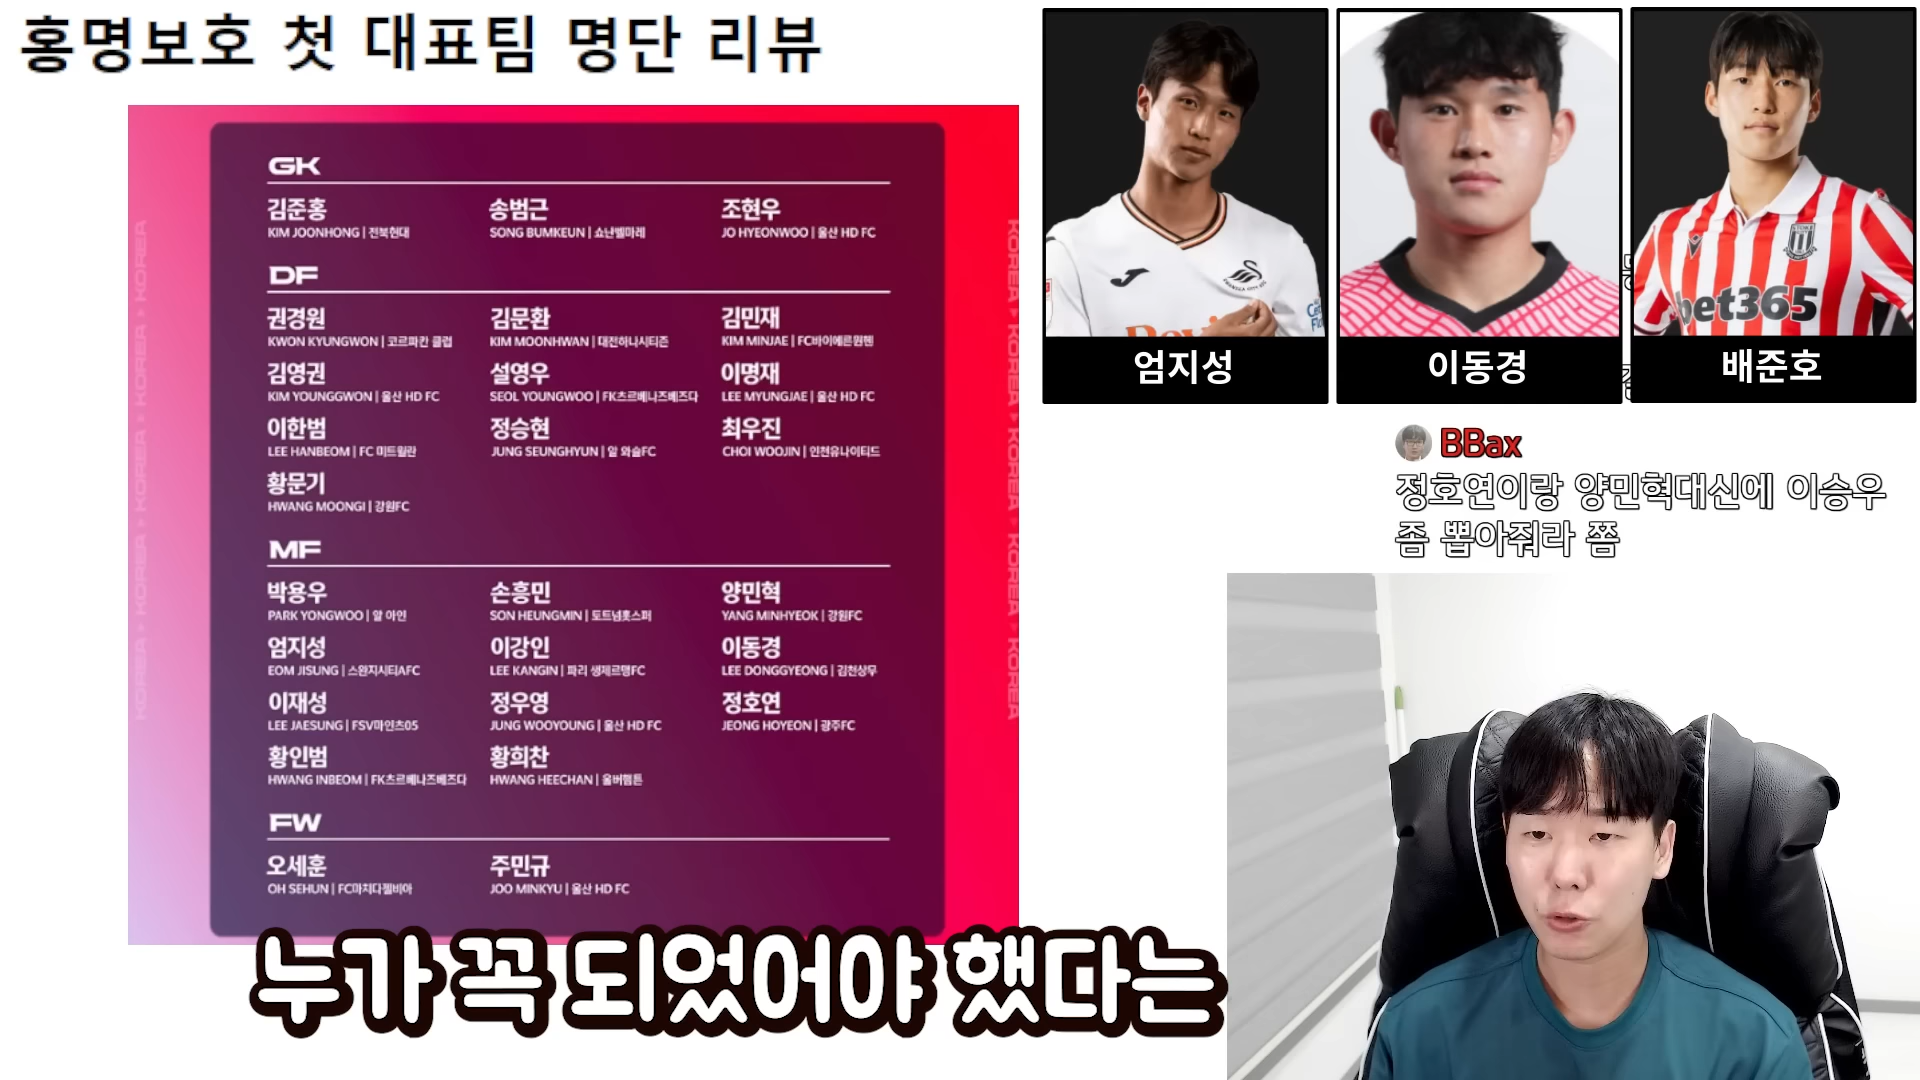 홍명보호 첫 대표팀 명단 리뷰
GK
김준홍 송범근 조현우
KIM JOONHONG | 전북현대 SONG BUMKEUN | 쇼난벨마레 JO HYEONWOO | 울산 HD FC
DF
권경원 김문환 김민재
KWON KYUNGWON | 코르파칸 클럽 KIM MOONHWAN | 대전하나시티즌 KIM MINJAE | FC바이에른뮌헨
김영권 설영우 이명재
KIM YOUNGGWON | 울산 HD FC SEOL YOUNGWOO | FK츠르베나즈베즈다 LEE MYUNGJAE | 울산 HD FC
이한범 정승현 최우진
LEE HANBEOM | FC 미트윌란 JUNG SEUNGHYUN | 알 와슬FC CHOI WOOJIN | 인천유나이티드
황문기
HWANG MOONGI | 강원FC
MF
박용우 손흥민 양민혁
PARK YONGWOO | 알 아인 SON HEUNGMIN | 토트넘홋스퍼 YANG MINHYEOK | 강원FC
엄지성 이강인 이동경
EOM JISUNG | 스완지시티AFC LEE KANGIN | 파리 생제르맹FC LEE DONGGYEONG | 김천상무
이재성 정우영 정호연
LEE JAESUNG | FSV마인츠05 JUNG WOOYOUNG | 울산 HD FC JEONG HOYEON | 광주FC
황인범 황희찬
HWANG INBEOM | FK츠르베나즈베즈다 HWANG HEECHAN | 울버햄튼
FW
오세훈 주민규
OH SEHUN | FC마치다젤비아 JOO MINKYU | 울산 HD FC
KOREA KOREA KOREA KOREA KOREA
KOREA KOREA KOREA KOREA KOREA
bet365
엄지성 이동경 배준호
BBax
정호연이랑 양민혁대신에 이승우
좀 뽑아줘라 쫌
누가 꼭 되었어야 했다는